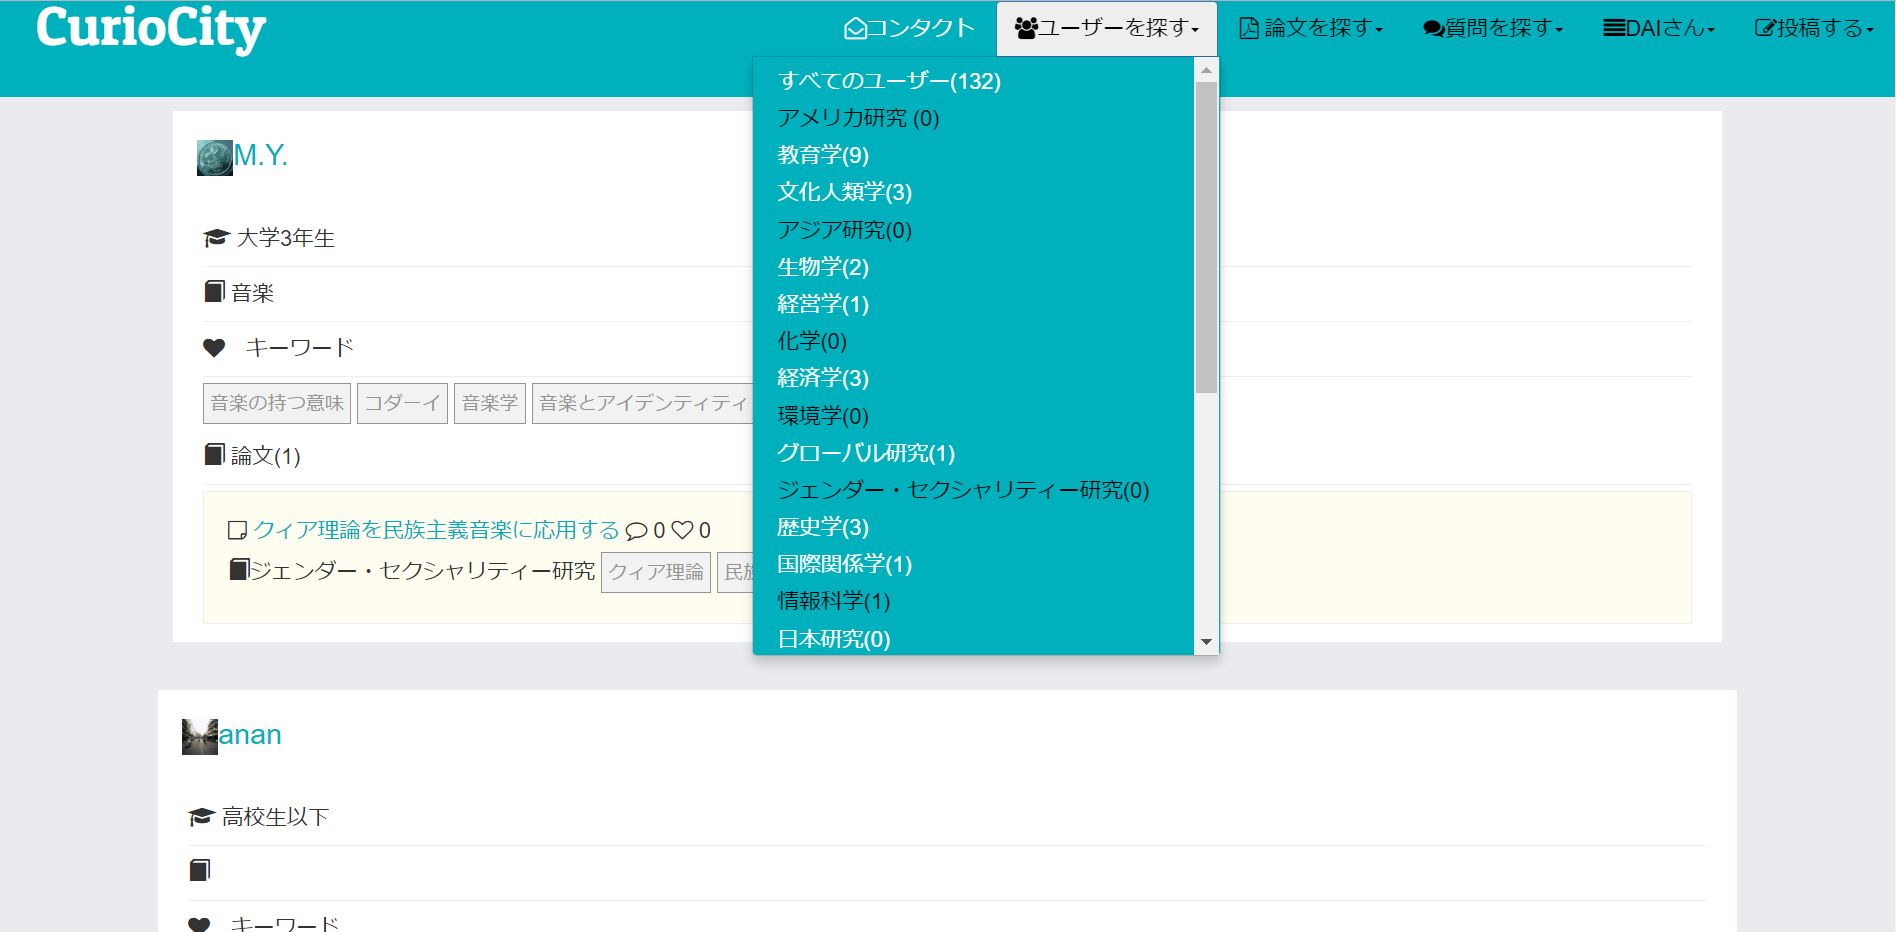 CurioCity
コンタクト ユーザーを探す 論文を探す 質問を探す DAIさん 投稿する
すべてのユーザー(132)
アメリカ研究 (0)
教育学(9)
文化人類学(3)
アジア研究(0)
生物学(2)
経営学(1)
化学(0)
経済学(3)
環境学(0)
グローバル研究(1)
ジェンダー・セクシャリティー研究(0)
歴史学(3)
国際関係学(1)
情報科学(1)
日本研究(0)
M.Y.
大学3年生
音楽
キーワード
音楽の持つ意味 コダーイ 音楽学 音楽とアイデンティティ
論文(1)
クィア理論を民族主義音楽に応用する 0 0
ジェンダー・セクシャリティー研究 クィア理論 民族
anan
高校生以下
キーワード